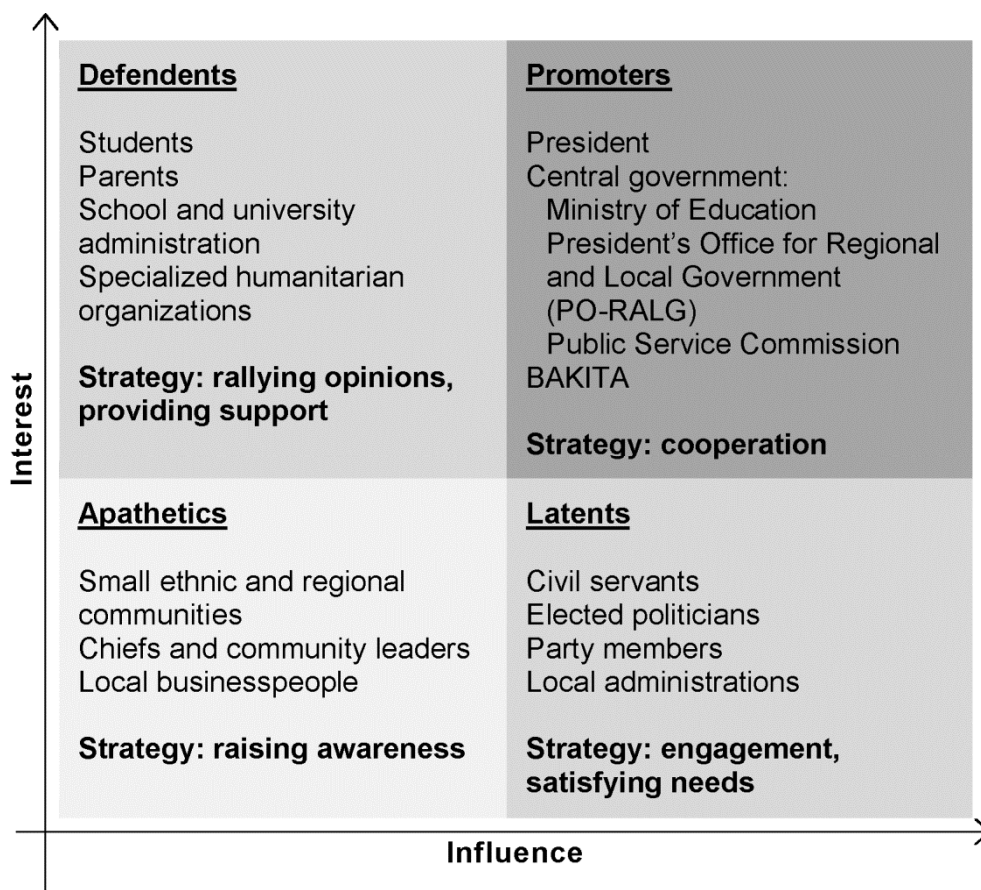 Defendents
Students
Parents
School and university
administration
Specialized humanitarian
organizations
Strategy: rallying opinions,
providing support
Promoters
President
Central government:
Ministry of Education
President’s Office for Regional
and Local Government
(PO-RALG)
Public Service Commission
BAKITA
Strategy: cooperation
Apathetics
Small ethnic and regional
communities
Chiefs and community leaders
Local businesspeople
Strategy: raising awareness
Latents
Civil servants
Elected politicians
Party members
Local administrations
Strategy: engagement,
satisfying needs
Interest
Influence